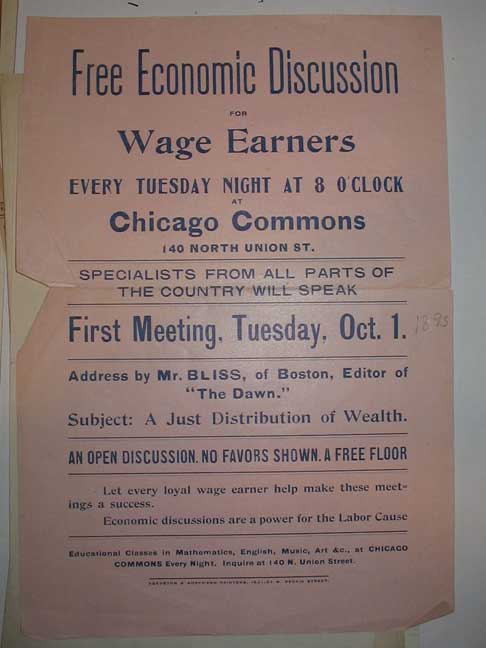 Free Economic Discussion
FOR
Wage Earners
EVERY TUESDAY NIGHT AT 8 O'CLOCK
AT
Chicago Commons
140 NORTH UNION ST.
SPECIALISTS FROM ALL PARTS OF
THE COUNTRY WILL SPEAK
First Meeting, Tuesday, Oct. 1. 1895
Address by Mr. BLISS, of Boston, Editor of
"The Dawn."
Subject: A Just Distribution of Wealth.
AN OPEN DISCUSSION. NO FAVORS SHOWN. A FREE FLOOR
Let every loyal wage earner help make these meet-
ings a success.
Economic discussions are a power for the Labor Cause
Educational Classes in Mathematics, English, Music, Art &c., at CHICAGO
COMMONS Every Night. Inquire at 140 N. Union Street.
PRINTERS, STREET.